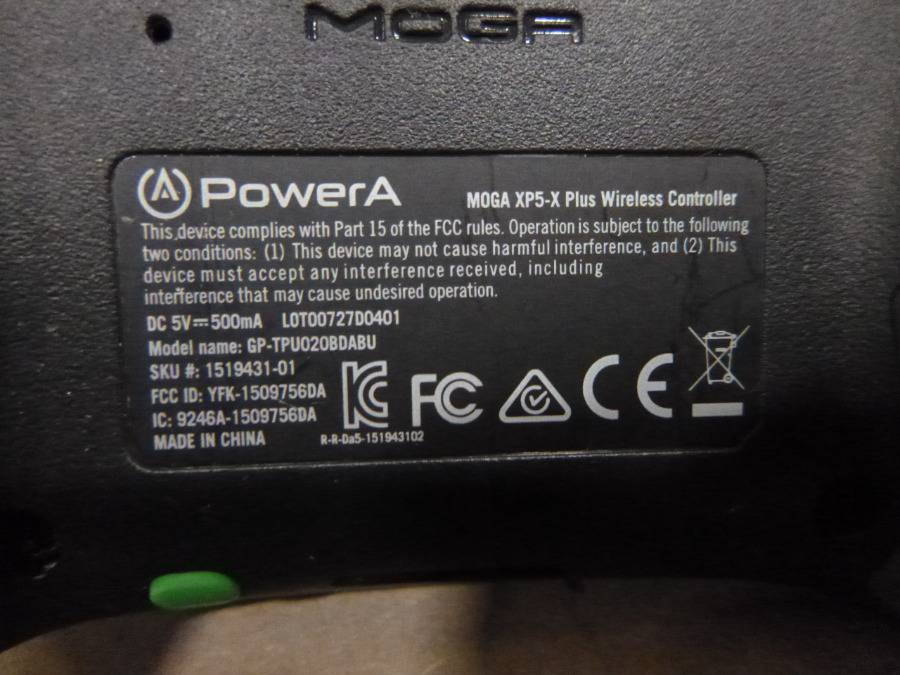 MOGA
PowerA
MOGA XP5-X Plus Wireless Controller
This device complies with Part 15 of the FCC rules. Operation is subject to the following
two conditions: (1) This device may not cause harmful interference, and (2) This
device must accept any interference received, including
interference that may cause undesired operation.
DC 5V⎓500mA LOT00727D0401
Model name: GP-TPU020BDABU
SKU #: 1519431-01
FCC ID: YFK-1509756DA
IC: 9246A-1509756DA
MADE IN CHINA
R-R-Da5-151943102
FC CE